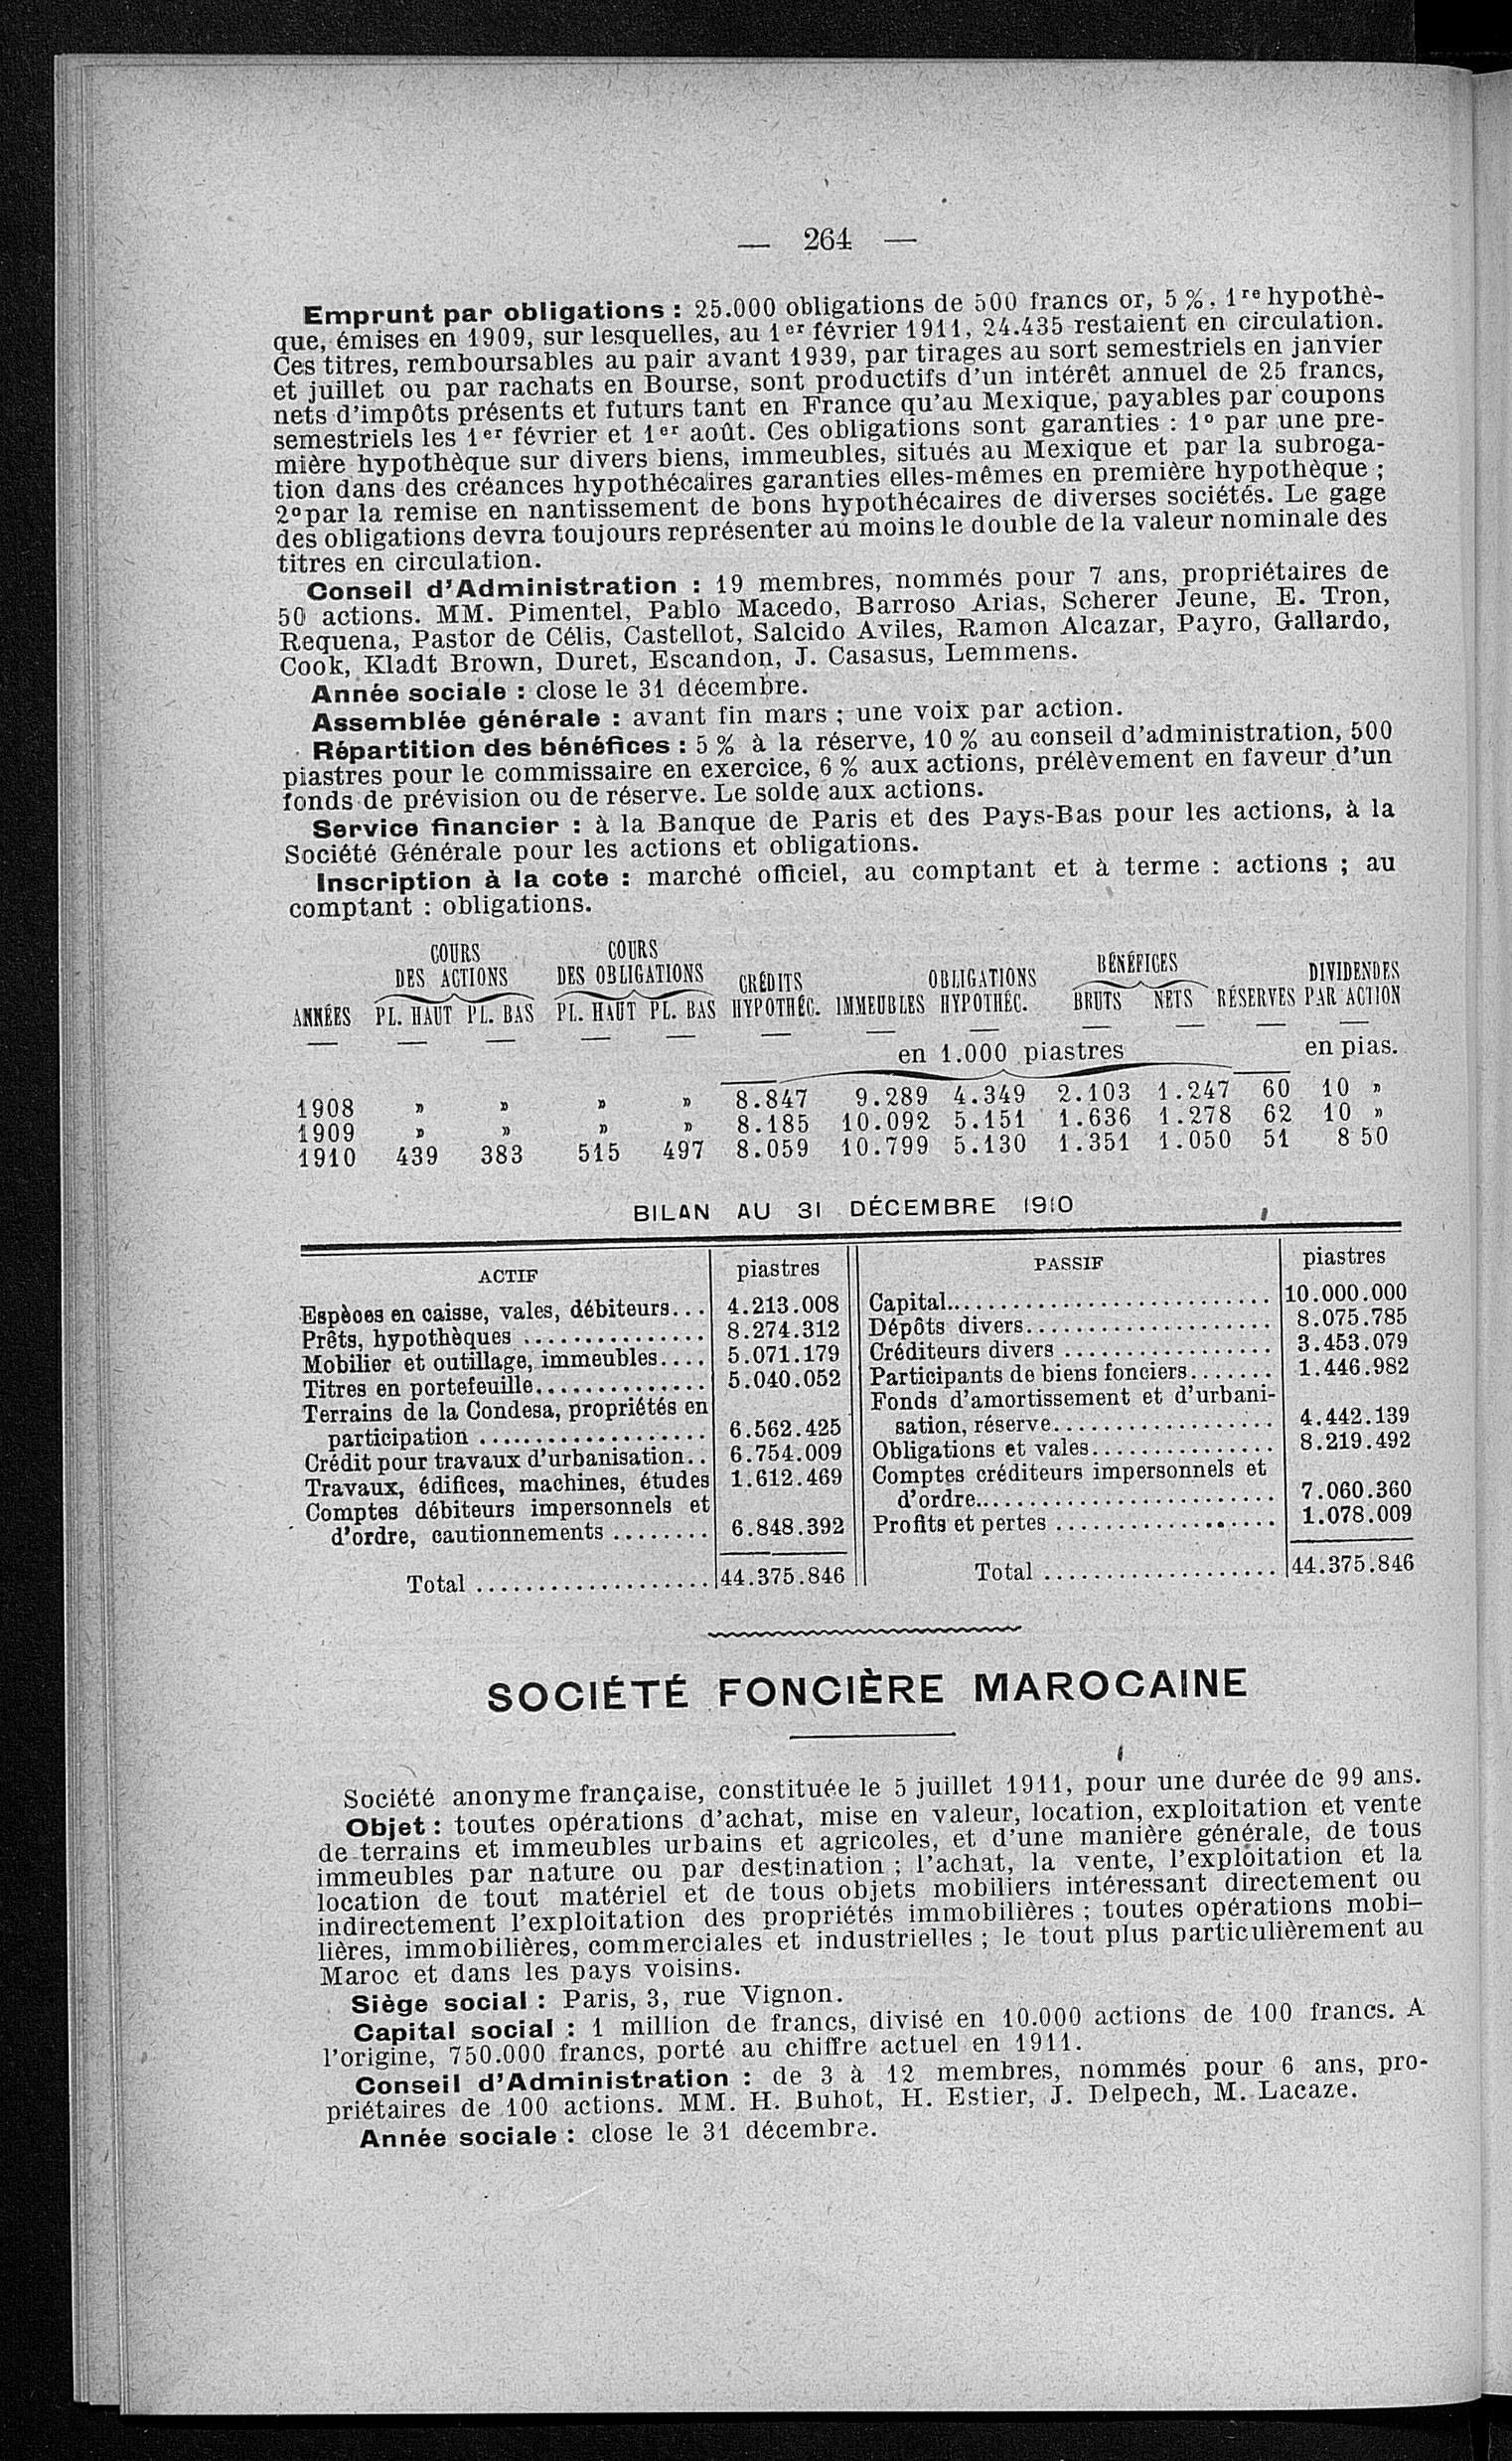 — 264 —
Emprunt par obligations : 25.000 obligations de 500 francs or, 5 %, 1re hypothè-
que, émises en 1909, sur lesquelles, au 1er février 1911, 24.435 restaient en circulation.
Ces titres, remboursables au pair avant 1939, par tirages au sort semestriels en janvier
et juillet ou par rachats en Bourse, sont productifs d'un intérêt annuel de 25 francs,
nets d'impôts présents et futurs tant en France qu'au Mexique, payables par coupons
semestriels les 1er février et 1er août. Ces obligations sont garanties : 1° par une pre-
mière hypothèque sur divers biens, immeubles, situés au Mexique et par la subroga-
tion dans des créances hypothécaires garanties elles-mêmes en première hypothèque ;
2° par la remise en nantissement de bons hypothécaires de diverses sociétés. Le gage
des obligations devra toujours représenter au moins le double de la valeur nominale des
titres en circulation.
Conseil d'Administration : 19 membres, nommés pour 7 ans, propriétaires de
50 actions. MM. Pimentel, Pablo Macedo, Barroso Arias, Scherer Jeune, E. Tron,
Requena, Pastor de Célis, Castellot, Salcido Aviles, Ramon Alcazar, Payro, Gallardo,
Cook, Kladt Brown, Duret, Escandon, J. Casasus, Lemmens.
Année sociale : close le 31 décembre.
Assemblée générale : avant fin mars ; une voix par action.
Répartition des bénéfices : 5 % à la réserve, 10 % au conseil d'administration, 500
piastres pour le commissaire en exercice, 6 % aux actions, prélèvement en faveur d'un
fonds de prévision ou de réserve. Le solde aux actions.
Service financier : à la Banque de Paris et des Pays-Bas pour les actions, à la
Société Générale pour les actions et obligations.
Inscription à la cote : marché officiel, au comptant et à terme : actions ; au
comptant : obligations.
COURS COURS
DES ACTIONS DES OBLIGATIONS CRÉDITS OBLIGATIONS BÉNÉFICES DIVIDENDES
ANNÉES PL. HAUT PL. BAS PL. HAUT PL. BAS HYPOTHÉC. IMMEUBLES HYPOTHÉC. BRUTS NETS RÉSERVES PAR ACTION
en 1.000 piastres en pias.
1908 » » » » 8.847 9.289 4.349 2.103 1.247 60 10 »
1909 » » » » 8.185 10.092 5.151 1.636 1.278 62 10 »
1910 439 383 515 497 8.059 10.799 5.130 1.351 1.050 51 8 50
BILAN AU 31 DÉCEMBRE 1910
ACTIF piastres PASSIF piastres
Espèces en caisse, vales, débiteurs... 4.213.008 Capital............................ 10.000.000
Prêts, hypothèques ............... 8.274.312 Dépôts divers..................... 8.075.785
Mobilier et outillage, immeubles.... 5.071.179 Créditeurs divers ................. 3.453.079
Titres en portefeuille.............. 5.040.052 Participants de biens fonciers....... 1.446.982
Terrains de la Condesa, propriétés en Fonds d'amortissement et d'urbani-
participation ................... 6.562.425 sation, réserve................... 4.442.139
Crédit pour travaux d'urbanisation.. 6.754.009 Obligations et vales............... 8.219.492
Travaux, édifices, machines, études 1.612.469 Comptes créditeurs impersonnels et
Comptes débiteurs impersonnels et d'ordre.......................... 7.060.360
d'ordre, cautionnements ........ 6.848.392 Profits et pertes ................... 1.078.009
Total ................... 44.375.846 Total ................... 44.375.846
SOCIÉTÉ FONCIÈRE MAROCAINE
Société anonyme française, constituée le 5 juillet 1911, pour une durée de 99 ans.
Objet : toutes opérations d'achat, mise en valeur, location, exploitation et vente
de terrains et immeubles urbains et agricoles, et d'une manière générale, de tous
immeubles par nature ou par destination ; l'achat, la vente, l'exploitation et la
location de tout matériel et de tous objets mobiliers intéressant directement ou
indirectement l'exploitation des propriétés immobilières ; toutes opérations mobi-
lières, immobilières, commerciales et industrielles ; le tout plus particulièrement au
Maroc et dans les pays voisins.
Siège social : Paris, 3, rue Vignon.
Capital social : 1 million de francs, divisé en 10.000 actions de 100 francs. A
l'origine, 750.000 francs, porté au chiffre actuel en 1911.
Conseil d'Administration : de 3 à 12 membres, nommés pour 6 ans, pro-
priétaires de 100 actions. MM. H. Buhot, H. Estier, J. Delpech, M. Lacaze.
Année sociale : close le 31 décembre.